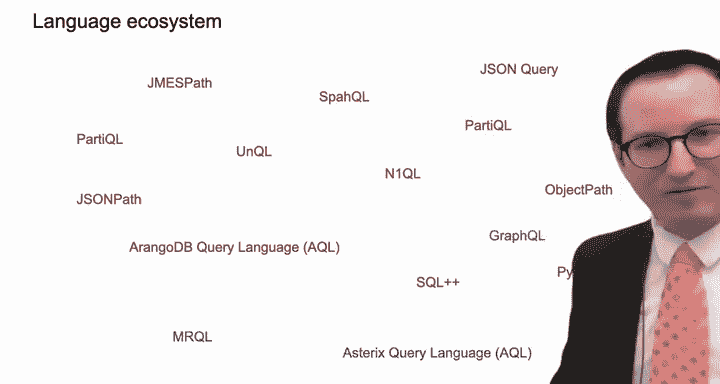 Language ecosystem
JSON Query
JMESPath
SpahQL
PartiQL
PartiQL
UnQL
N1QL
ObjectPath
JSONPath
GraphQL
ArangoDB Query Language (AQL)
Py
SQL++
MRQL
Asterix Query Language (AQL)